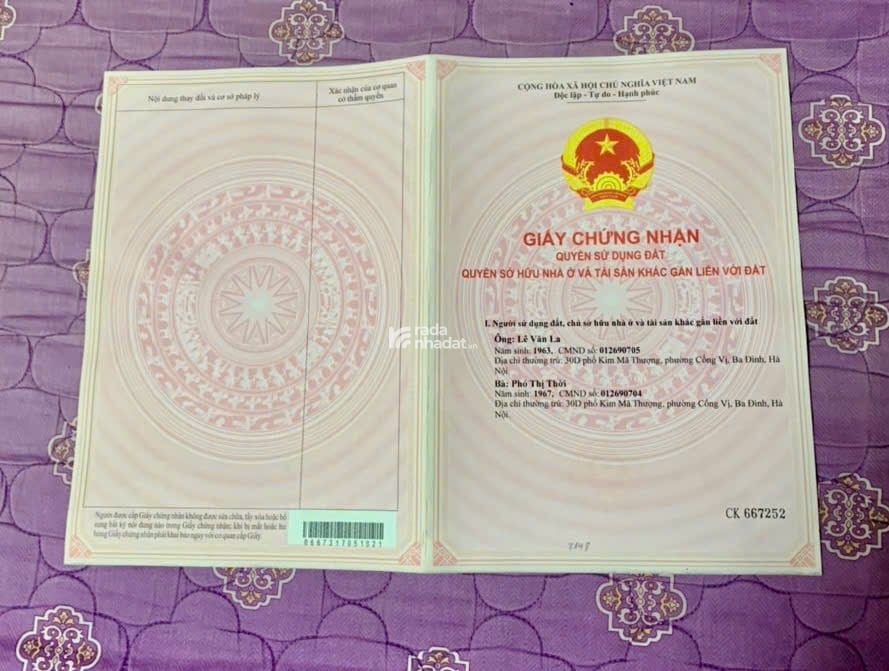 Nội dung thay đổi và cơ sở pháp lý
Xác nhận của cơ quan
có thẩm quyền
Người được cấp Giấy chứng nhận không được sửa chữa, tẩy xóa hoặc bổ
sung bất kỳ nội dung nào trong Giấy chứng nhận; khi bị mất hoặc hư
hỏng Giấy chứng nhận phải khai báo ngay với cơ quan cấp Giấy.
rada
nhadat.vn
CỘNG HÒA XÃ HỘI CHỦ NGHĨA VIỆT NAM
Độc lập - Tự do - Hạnh phúc
GIẤY CHỨNG NHẬN
QUYỀN SỬ DỤNG ĐẤT
QUYỀN SỞ HỮU NHÀ Ở VÀ TÀI SẢN KHÁC GẮN LIỀN VỚI ĐẤT
I. Người sử dụng đất, chủ sở hữu nhà ở và tài sản khác gắn liền với đất
Ông: Lê Văn La
Năm sinh: 1963, CMND số: 012690705
Địa chỉ thường trú: 30D phố Kim Mã Thượng, phường Cống Vị, Ba Đình, Hà
Nội
Bà: Phó Thị Thời
Năm sinh: 1967, CMND số: 012690704
Địa chỉ thường trú: 30D phố Kim Mã Thượng, phường Cống Vị, Ba Đình, Hà
Nội.
CK 667252